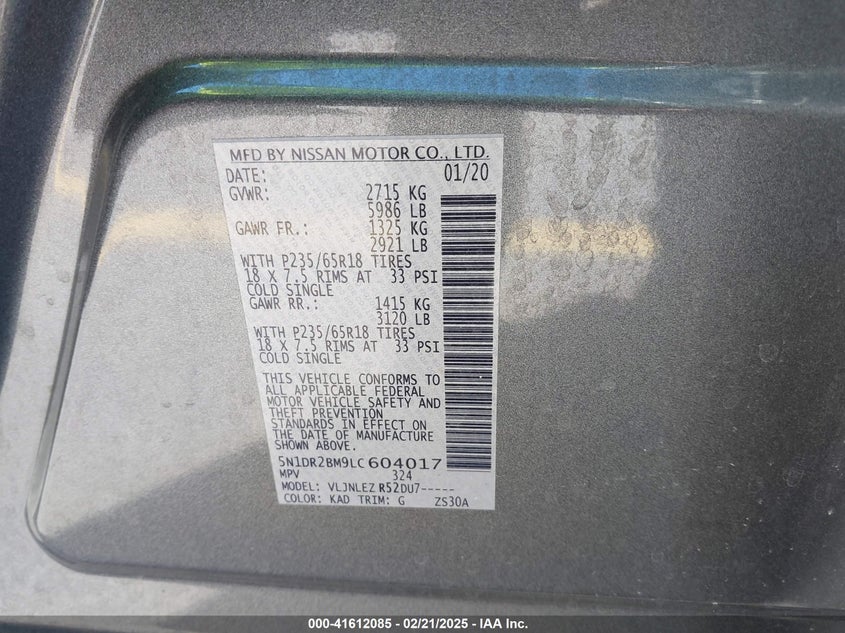 MFD BY NISSAN MOTOR CO., LTD.
DATE: 01/20
GVWR: 2715 KG
5986 LB
GAWR FR.: 1325 KG
2921 LB
WITH P235/65R18 TIRES
18 X 7.5 RIMS AT 33 PSI
COLD SINGLE
GAWR RR.: 1415 KG
3120 LB
WITH P235/65R18 TIRES
18 X 7.5 RIMS AT 33 PSI
COLD SINGLE
THIS VEHICLE CONFORMS TO
ALL APPLICABLE FEDERAL
MOTOR VEHICLE SAFETY AND
THEFT PREVENTION
STANDARDS IN EFFECT ON
THE DATE OF MANUFACTURE
SHOWN ABOVE.
5N1DR2BM9LC604017
MPV 324
MODEL: VLJNLEZ R52DU7-----
COLOR: KAD TRIM: G ZS30A
000-41612085 - 02/21/2025 - IAA Inc.